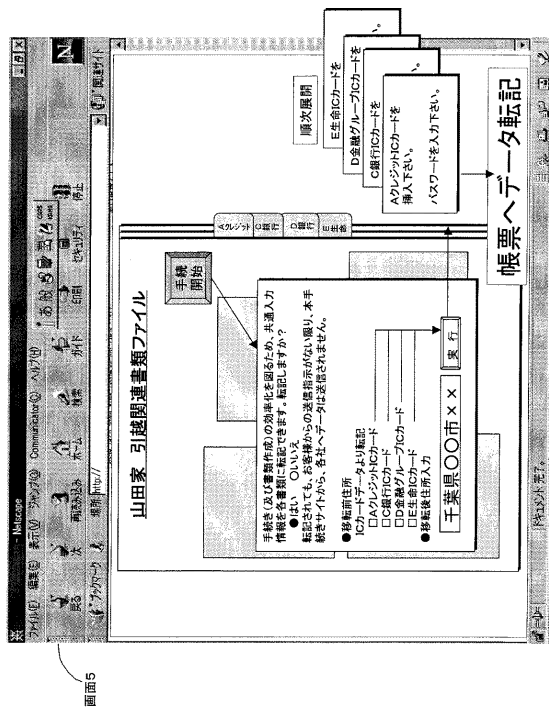 画面5
- Netscape
ファイル(F) 編集(E) 表示(V) ジャンプ(G) Communicator(C) ヘルプ(H)
戻る 次 再読み込み ホーム 検索 ガイド 印刷 セキュリティ 停止
あ 般
ブックマーク 場所 http:// 関連サイト
山田家 引越関連書類ファイル
手続
開始
手続き(及び書類作成)の効率化を図るため、共通入力
情報を各書類に転記できます。転記しますか?
●はい ○いいえ
転記されても、お客様からの送信指示がない限り、本手
続きサイトから、各社へデータは送信されません。
●移転前住所
ICカードデータより転記
□AクレジットICカード
□C銀行ICカード
□D金融グループICカード
□E生命ICカード
●移転後住所入力
千葉県〇〇市××
実行
Aクレジット
C銀行
D銀行
E生命
順次展開
E生命ICカードを
D金融グループICカードを
C銀行ICカードを
AクレジットICカードを
挿入下さい。
パスワードを入力下さい。
帳票へデータ転記
ドキュメント 完了。